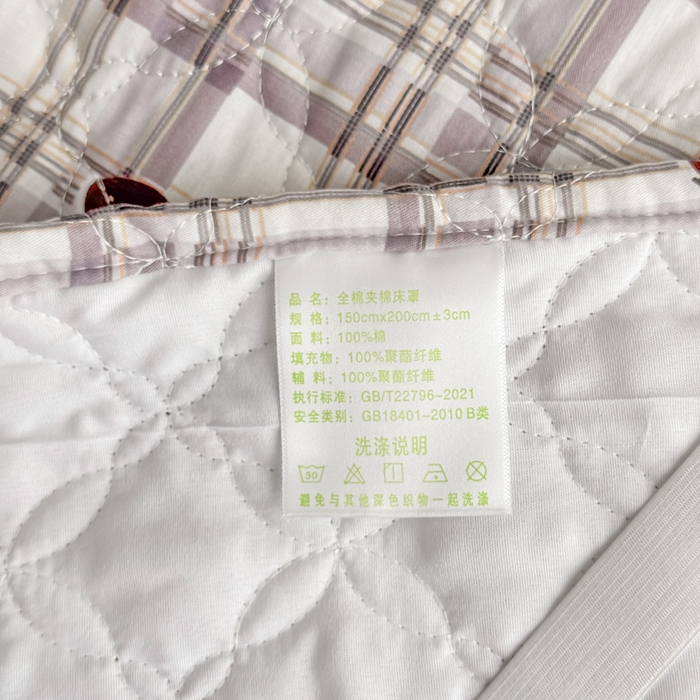 品 名：全棉夹棉床罩
规 格：150cmx200cm±3cm
面 料：100%棉
填充物：100%聚酯纤维
辅 料：100%聚酯纤维
执行标准：GB/T22796-2021
安全类别：GB18401-2010 B类
洗涤说明
30
避免与其他深色织物一起洗涤